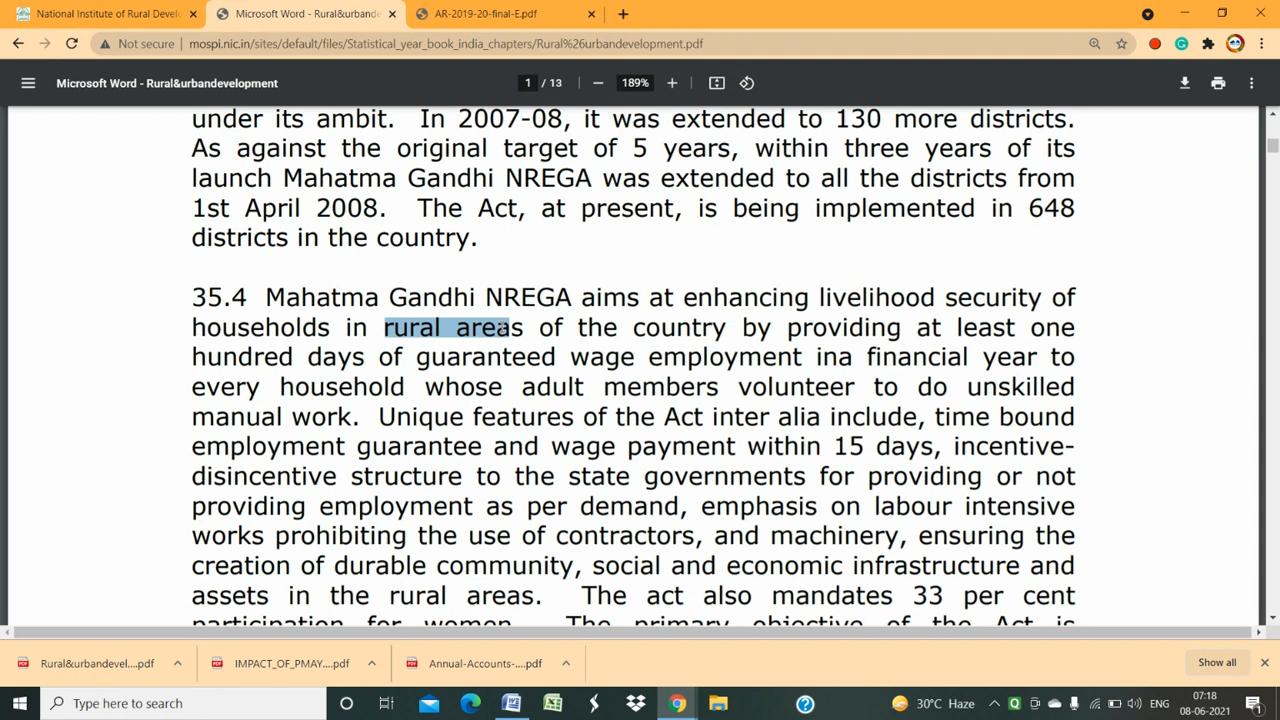 National Institute of Rural Develo
Microsoft Word - Rural&urbande
AR-2019-20-final-E.pdf
Not secure
mospi.nic.in/sites/default/files/Statistical_year_book_india_chapters/Rural%26urbandevelopment.pdf
Microsoft Word - Rural&urbandevelopment
1 / 13
189%
under its ambit. In 2007-08, it was extended to 130 more districts.
As against the original target of 5 years, within three years of its
launch Mahatma Gandhi NREGA was extended to all the districts from
1st April 2008. The Act, at present, is being implemented in 648
districts in the country.
35.4 Mahatma Gandhi NREGA aims at enhancing livelihood security of
households in rural areas of the country by providing at least one
hundred days of guaranteed wage employment ina financial year to
every household whose adult members volunteer to do unskilled
manual work. Unique features of the Act inter alia include, time bound
employment guarantee and wage payment within 15 days, incentive-
disincentive structure to the state governments for providing or not
providing employment as per demand, emphasis on labour intensive
works prohibiting the use of contractors, and machinery, ensuring the
creation of durable community, social and economic infrastructure and
assets in the rural areas. The act also mandates 33 per cent
participation for women. The primary objective of the Act is
Rural&urbandevel....pdf
IMPACT_OF_PMAY....pdf
Annual-Accounts-....pdf
Show all
Type here to search
30°C Haze
ENG
07:18
08-06-2021